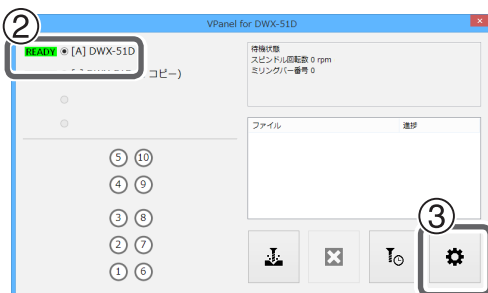 ②
VPanel for DWX-51D
READY [A] DWX-51D
コピー)
待機状態
スピンドル回転数 0 rpm
ミリングバー番号 0
ファイル 進捗
⑤ ⑩
④ ⑨
③ ⑧
② ⑦
① ⑥
③